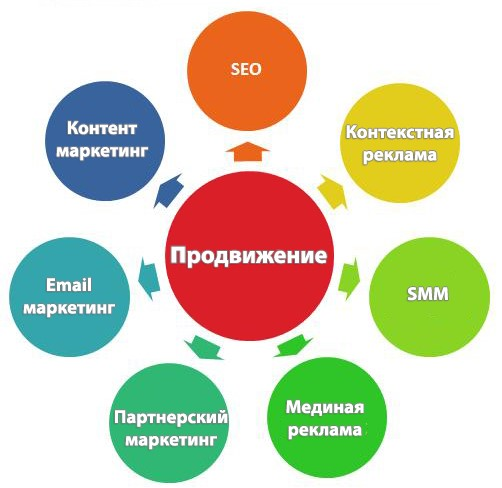 SEO
Контекстная
реклама
SMM
Мединая
реклама
Партнерский
маркетинг
Email
маркетинг
Контент
маркетинг
Продвижение